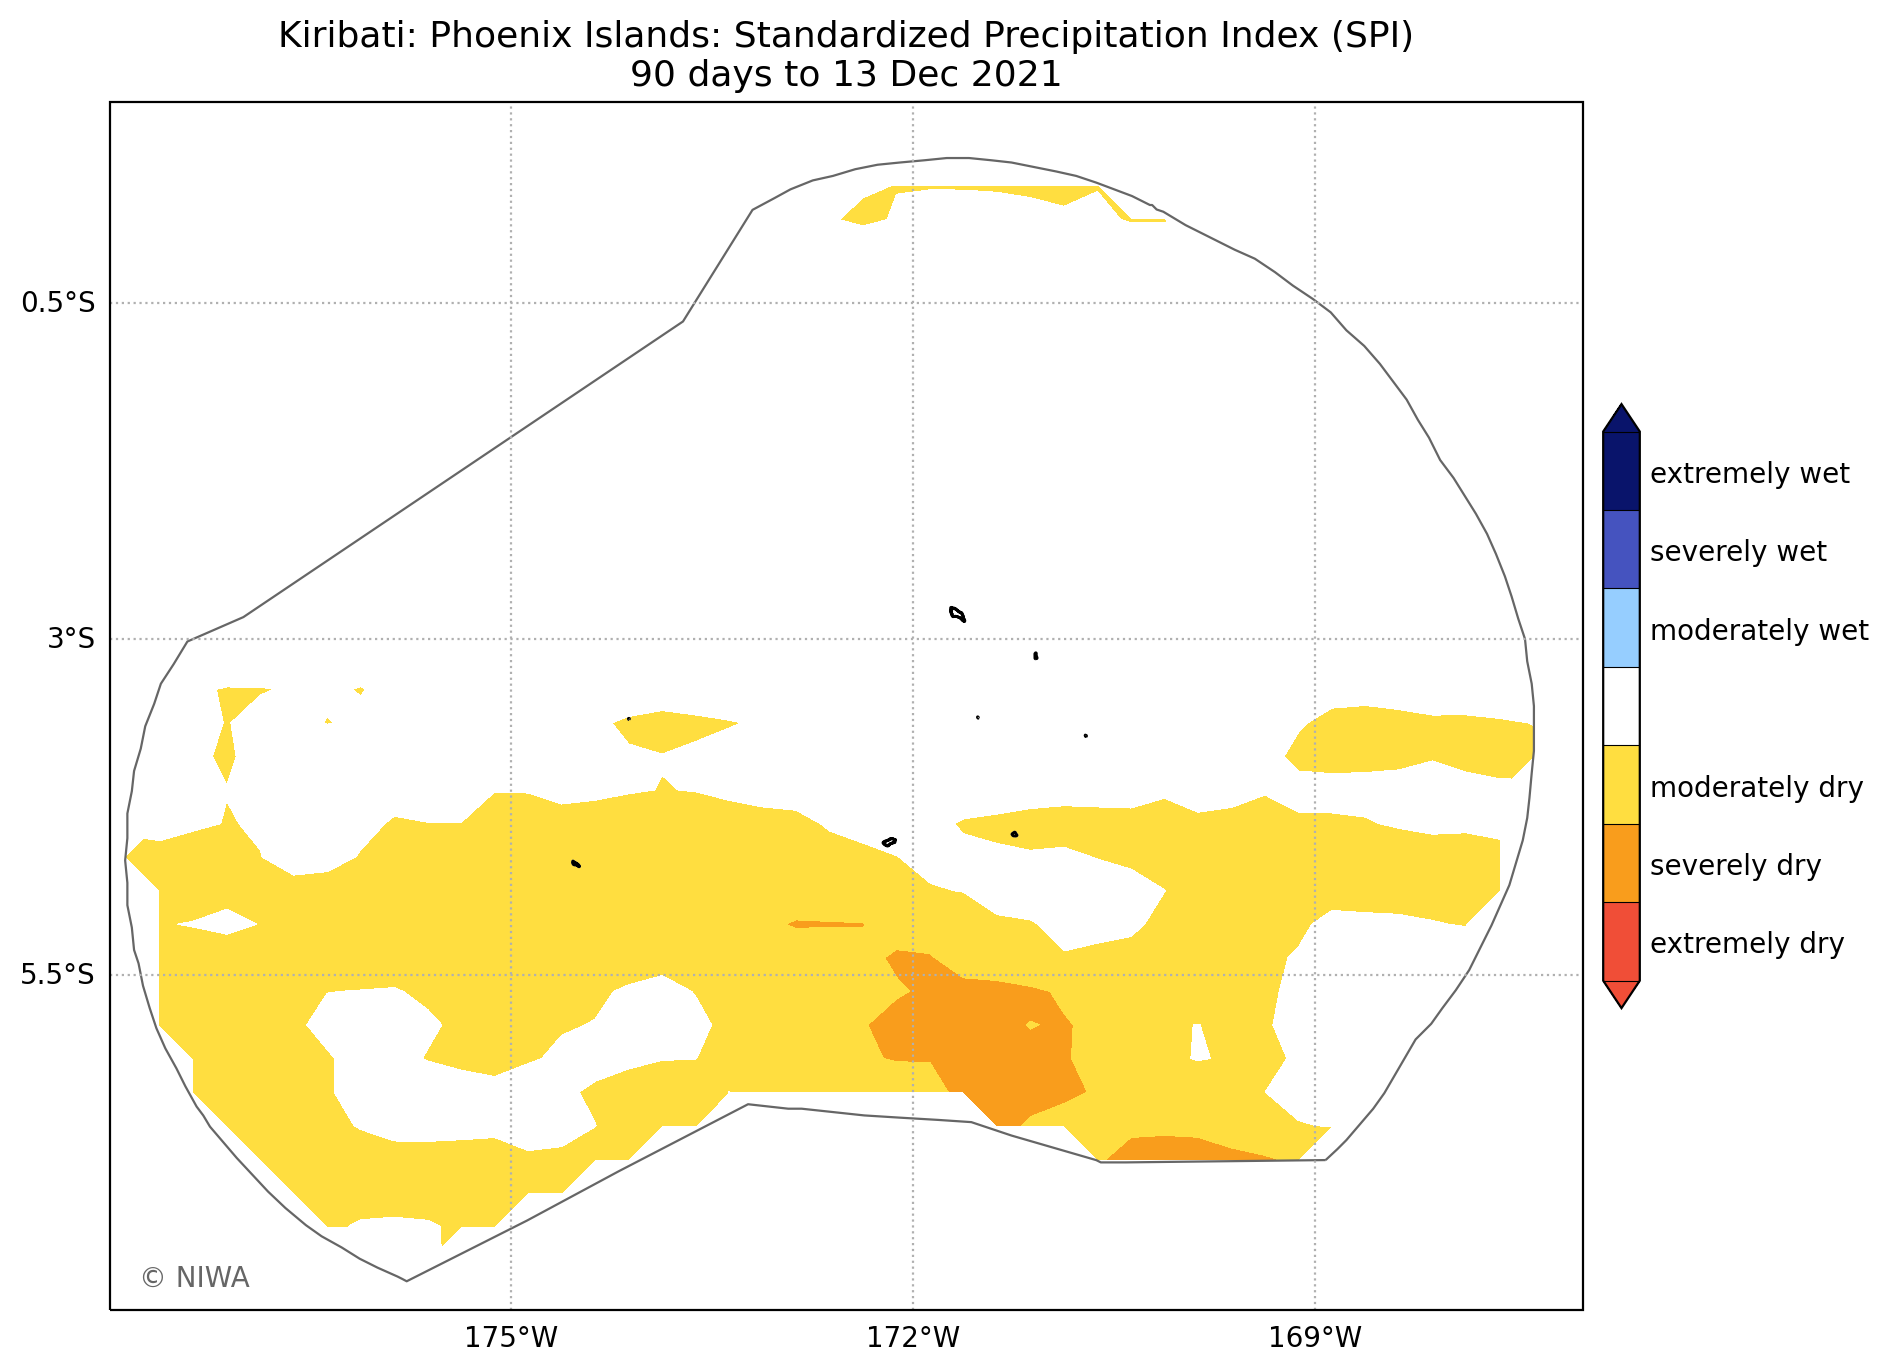 Kiribati: Phoenix Islands: Standardized Precipitation Index (SPI)
90 days to 13 Dec 2021
0.5°S
3°S
5.5°S
175°W
172°W
169°W
extremely wet
severely wet
moderately wet
moderately dry
severely dry
extremely dry
© NIWA